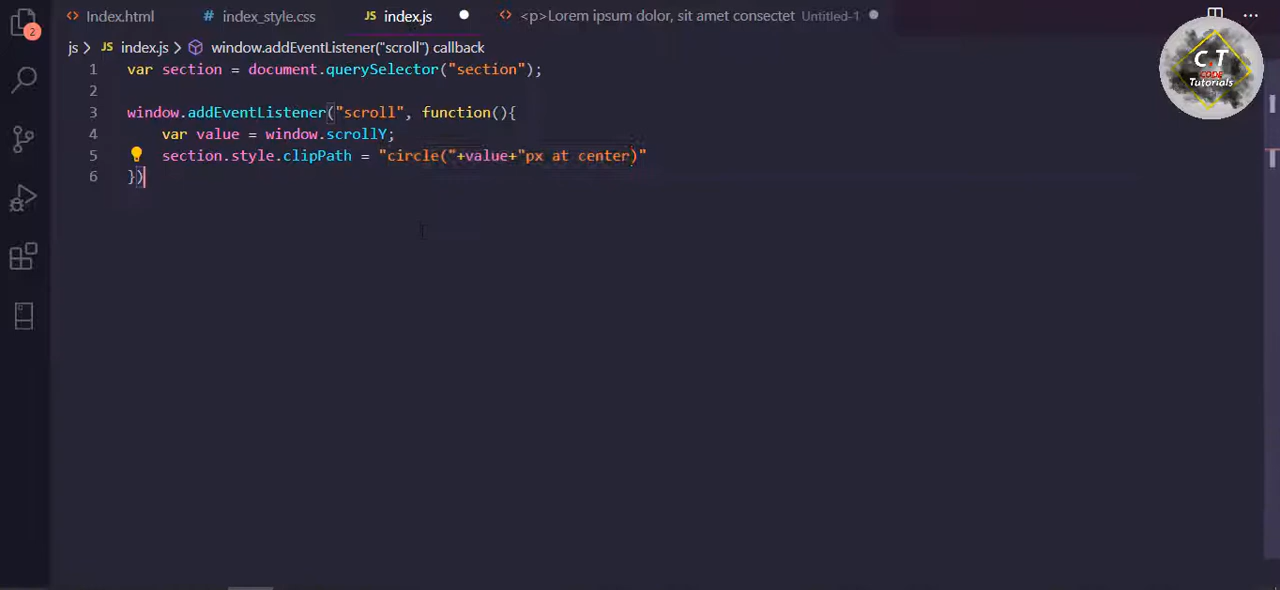 Index.html # index_style.css JS index.js <p>Lorem ipsum dolor, sit amet consectet Untitled-1
2
js > JS index.js > window.addEventListener("scroll") callback
1 var section = document.querySelector("section");
2
3 window.addEventListener("scroll", function(){
4 var value = window.scrollY;
5 section.style.clipPath = "circle("+value+"px at center)"
6 })
C.T
CODE
Tutorials